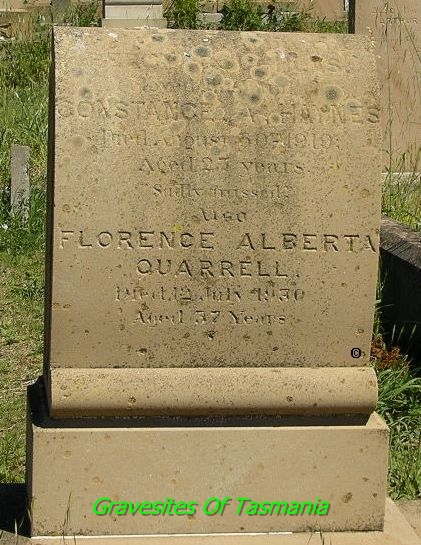 CONSTANCE A. HAYNES
Died August 30th 1919,
Aged 27 years.
Sadly missed.
Also
FLORENCE ALBERTA
QUARRELL.
Died 12 July 1930
Aged 37 Years
©
Gravesites Of Tasmania